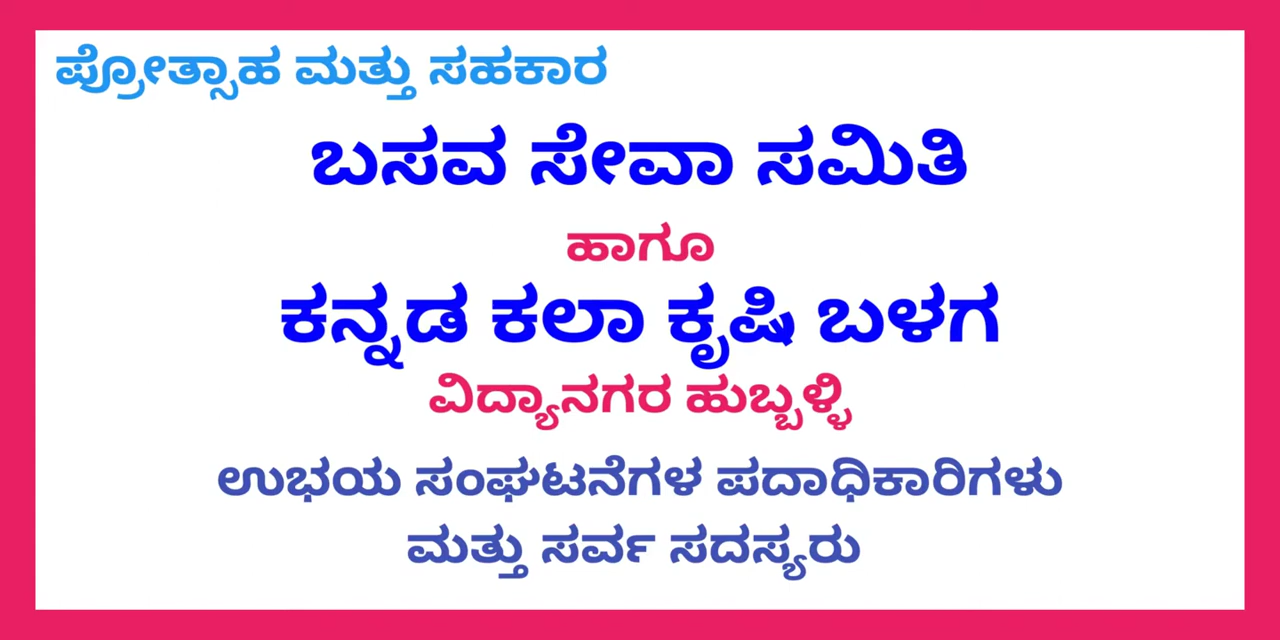 ಪ್ರೋತ್ಸಾಹ ಮತ್ತು ಸಹಕಾರ
ಬಸವ ಸೇವಾ ಸಮಿತಿ
ಹಾಗೂ
ಕನ್ನಡ ಕಲಾ ಕೃಷಿ ಬಳಗ
ವಿದ್ಯಾನಗರ ಹುಬ್ಬಳ್ಳಿ
ಉಭಯ ಸಂಘಟನೆಗಳ ಪದಾಧಿಕಾರಿಗಳು
ಮತ್ತು ಸರ್ವ ಸದಸ್ಯರು